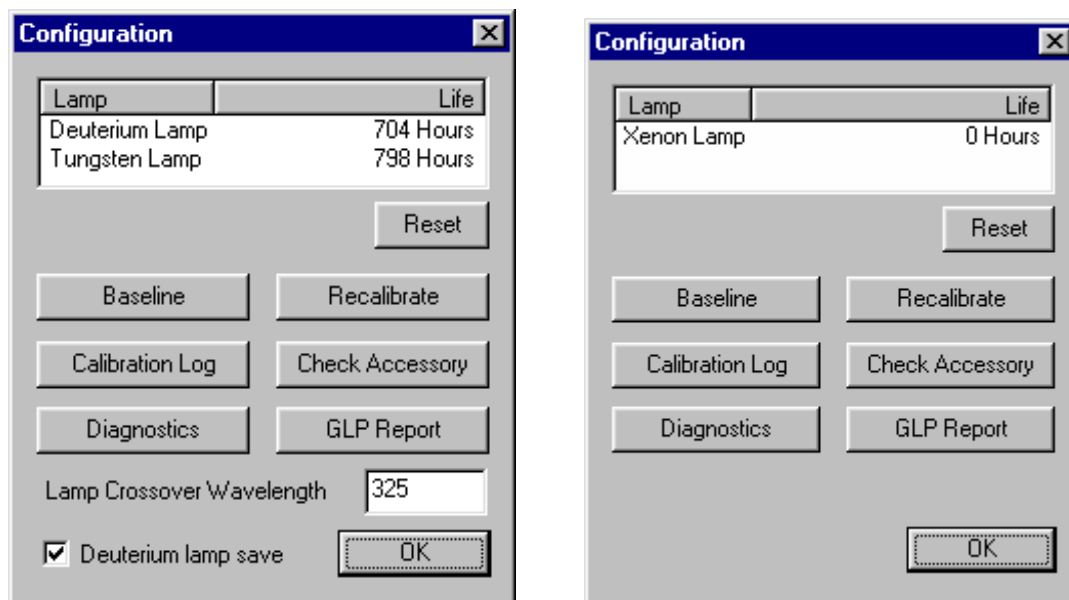 Configuration
Lamp Life
Deuterium Lamp 704 Hours
Tungsten Lamp 798 Hours
Reset
Baseline Recalibrate
Calibration Log Check Accessory
Diagnostics GLP Report
Lamp Crossover Wavelength 325
Deuterium lamp save OK
Configuration
Lamp Life
Xenon Lamp 0 Hours
Reset
Baseline Recalibrate
Calibration Log Check Accessory
Diagnostics GLP Report
OK